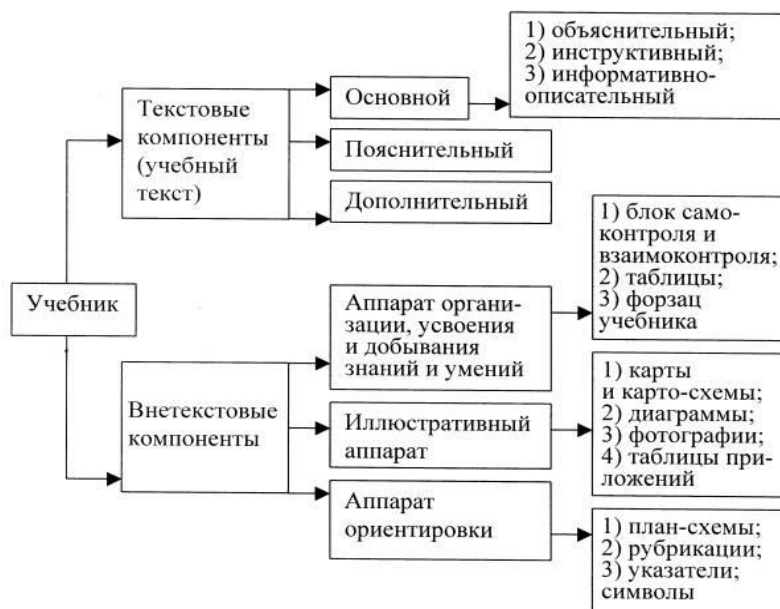 1) объяснительный;
2) инструктивный;
3) информативно-
описательный
Текстовые
компоненты
(учебный
текст)
Основной
Пояснительный
Дополнительный
Учебник
Внетекстовые
компоненты
Аппарат органи-
зации, усвоения
и добывания
знаний и умений
1) блок само-
контроля и
взаимоконтроля;
2) таблицы;
3) форзац
учебника
Иллюстративный
аппарат
1) карты
и карто-схемы;
2) диаграммы;
3) фотографии;
4) таблицы при-
ложений
Аппарат
ориентировки
1) план-схемы;
2) рубрикации;
3) указатели;
символы